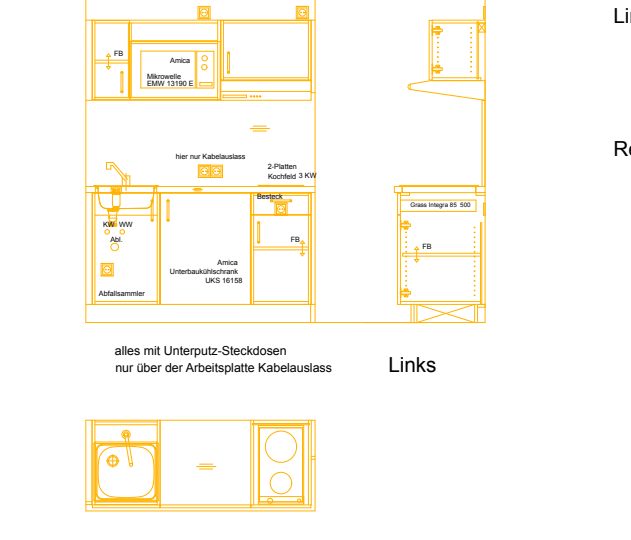 Li
FB
Amica
Mikrowelle
EMW 13190 E
Re
hier nur Kabelauslass
2-Platten
Kochfeld 3 KW
Besteck
Grass Integra 85 500
KW WW
Abl.
FB
FB
Amica
Unterbaukühlschrank
UKS 16158
Abfallsammler
alles mit Unterputz-Steckdosen
nur über der Arbeitsplatte Kabelauslass
Links